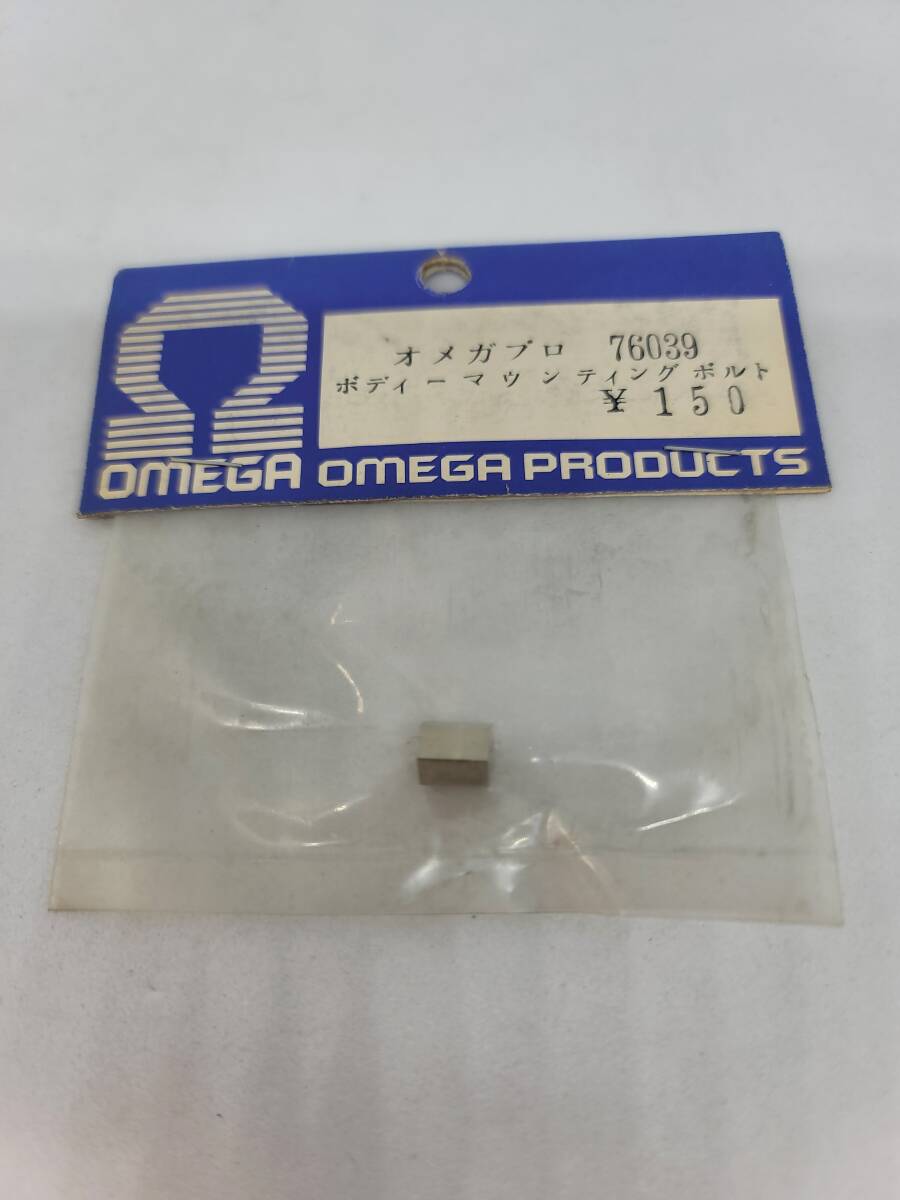 オメガプロ 76039
ボディーマウンティングボルト
¥ 150
OMEGA OMEGA PRODUCTS